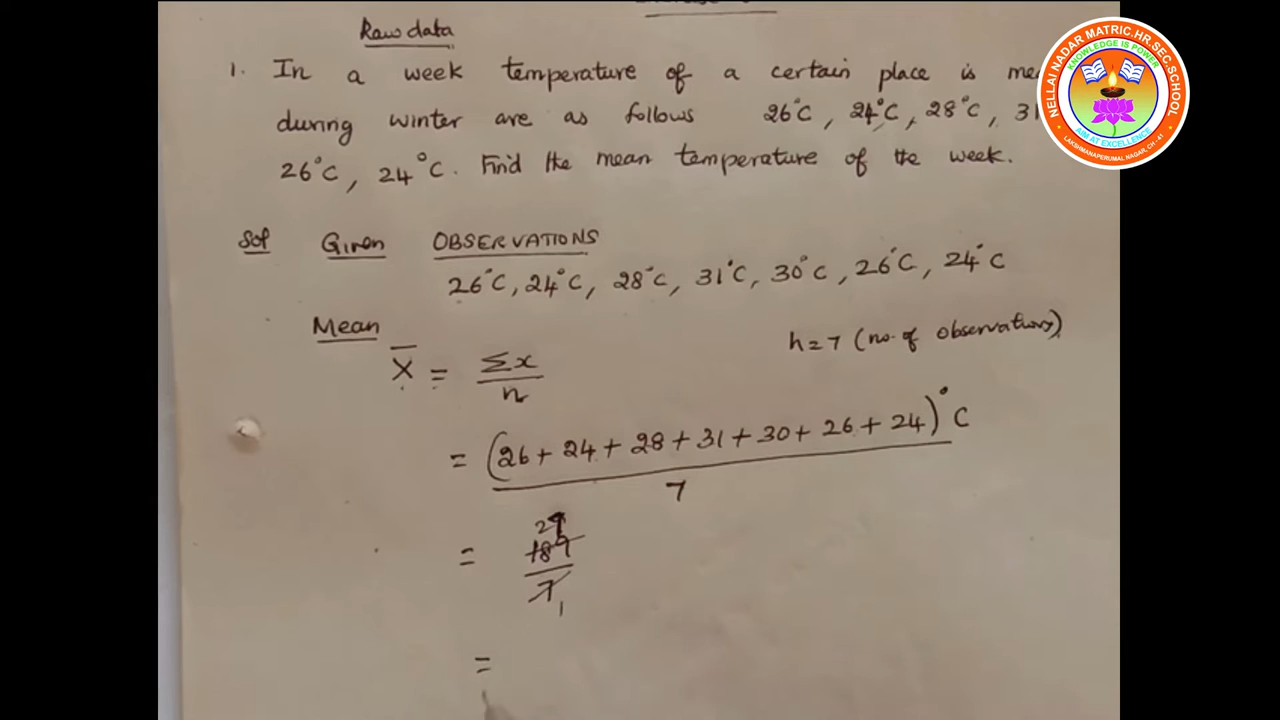 Raw data
1. In a week temperature of a certain place is
during winter are as follows 26°C, 24°C, 28°C, 31
26°C, 24°C. Find the mean temperature of the week.
Sol Given OBSERVATIONS
26°C, 24°C, 28°C, 31°C, 30°C, 26°C, 24°C
Mean
n=7 (no. of observations)
X̄ = Σx
n
= (26+24+28+31+30+26+24)°C
7
27
= 189
7
1
=
NELLAI NADAR MATRIC.HR.SEC.SCHOOL
KNOWLEDGE IS POWER
AIM AT EXCELLENCE
LAKSHMANAPERUMAL NAGAR, CH - 41